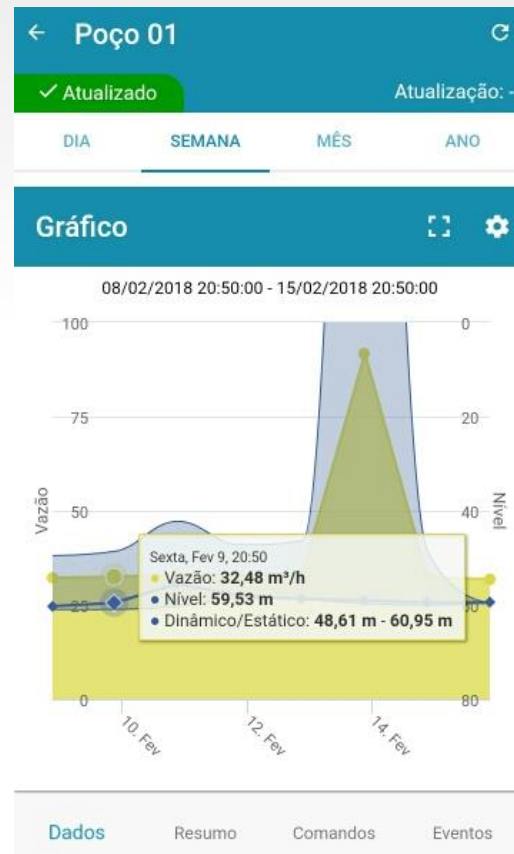 Poço 01
Atualizado
Atualização: -
DIA
SEMANA
MÊS
ANO
Gráfico
08/02/2018 20:50:00 - 15/02/2018 20:50:00
100
0
75
20
Vazão
50
40
Nível
Sexta, Fev 9, 20:50
Vazão: 32,48 m³/h
Nível: 59,53 m
Dinâmico/Estático: 48,61 m - 60,95 m
25
0
80
10. Fev
12. Fev
14. Fev
Dados
Resumo
Comandos
Eventos